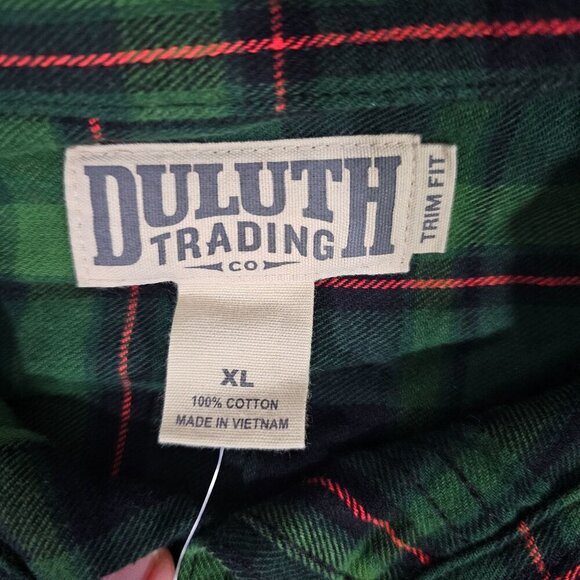 DULUTH
TRADING
CO
TRIM FIT
XL
100% COTTON
MADE IN VIETNAM